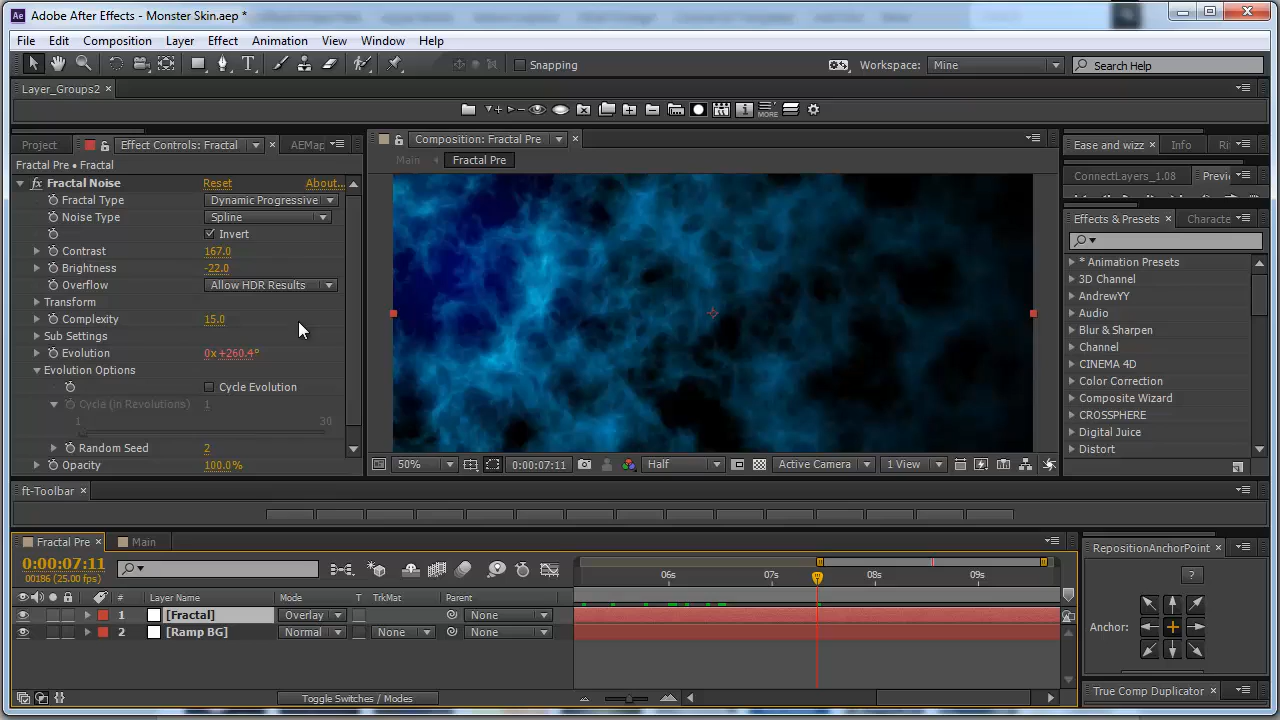 Adobe After Effects - Monster Skin.aep *
File Edit Composition Layer Effect Animation View Window Help
Snapping
Workspace: Mine
Search Help
Layer_Groups2
MORE
Project
Effect Controls: Fractal
Composition: Fractal Pre
Ease and wizz
Info
Fractal Pre • Fractal
Main
Fractal Pre
ConnectLayers_1.08
fx Fractal Noise Reset About...
Fractal Type Dynamic Progressive
Noise Type Spline
Invert
Contrast 167.0
Brightness -22.0
Overflow Allow HDR Results
Transform
Complexity 15.0
Sub Settings
Evolution 0x +260.4°
Evolution Options
Cycle Evolution
Cycle (in Revolutions) 1
1 30
Random Seed 2
Opacity 100.0%
50% 0:00:07:11 Half Active Camera 1 View
Effects & Presets
* Animation Presets
3D Channel
AndrewYY
Audio
Blur & Sharpen
Channel
CINEMA 4D
Color Correction
Composite Wizard
CROSSPHERE
Digital Juice
Distort
ft-Toolbar
Fractal Pre
Main
0:00:07:11
00186 (25.00 fps)
06s 07s 08s 09s
# Layer Name Mode T TrkMat Parent
1 [Fractal] Overlay None
2 [Ramp BG] Normal None None
Toggle Switches / Modes
RepositionAnchorPoint
?
Anchor:
True Comp Duplicator